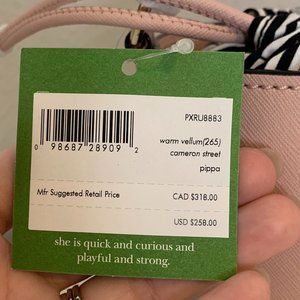 PXRU8883
0 98687 28909 2
warm vellum(265)
cameron street
pippa
Mfr Suggested Retail Price CAD $318.00
USD $258.00
she is quick and curious and
playful and strong.